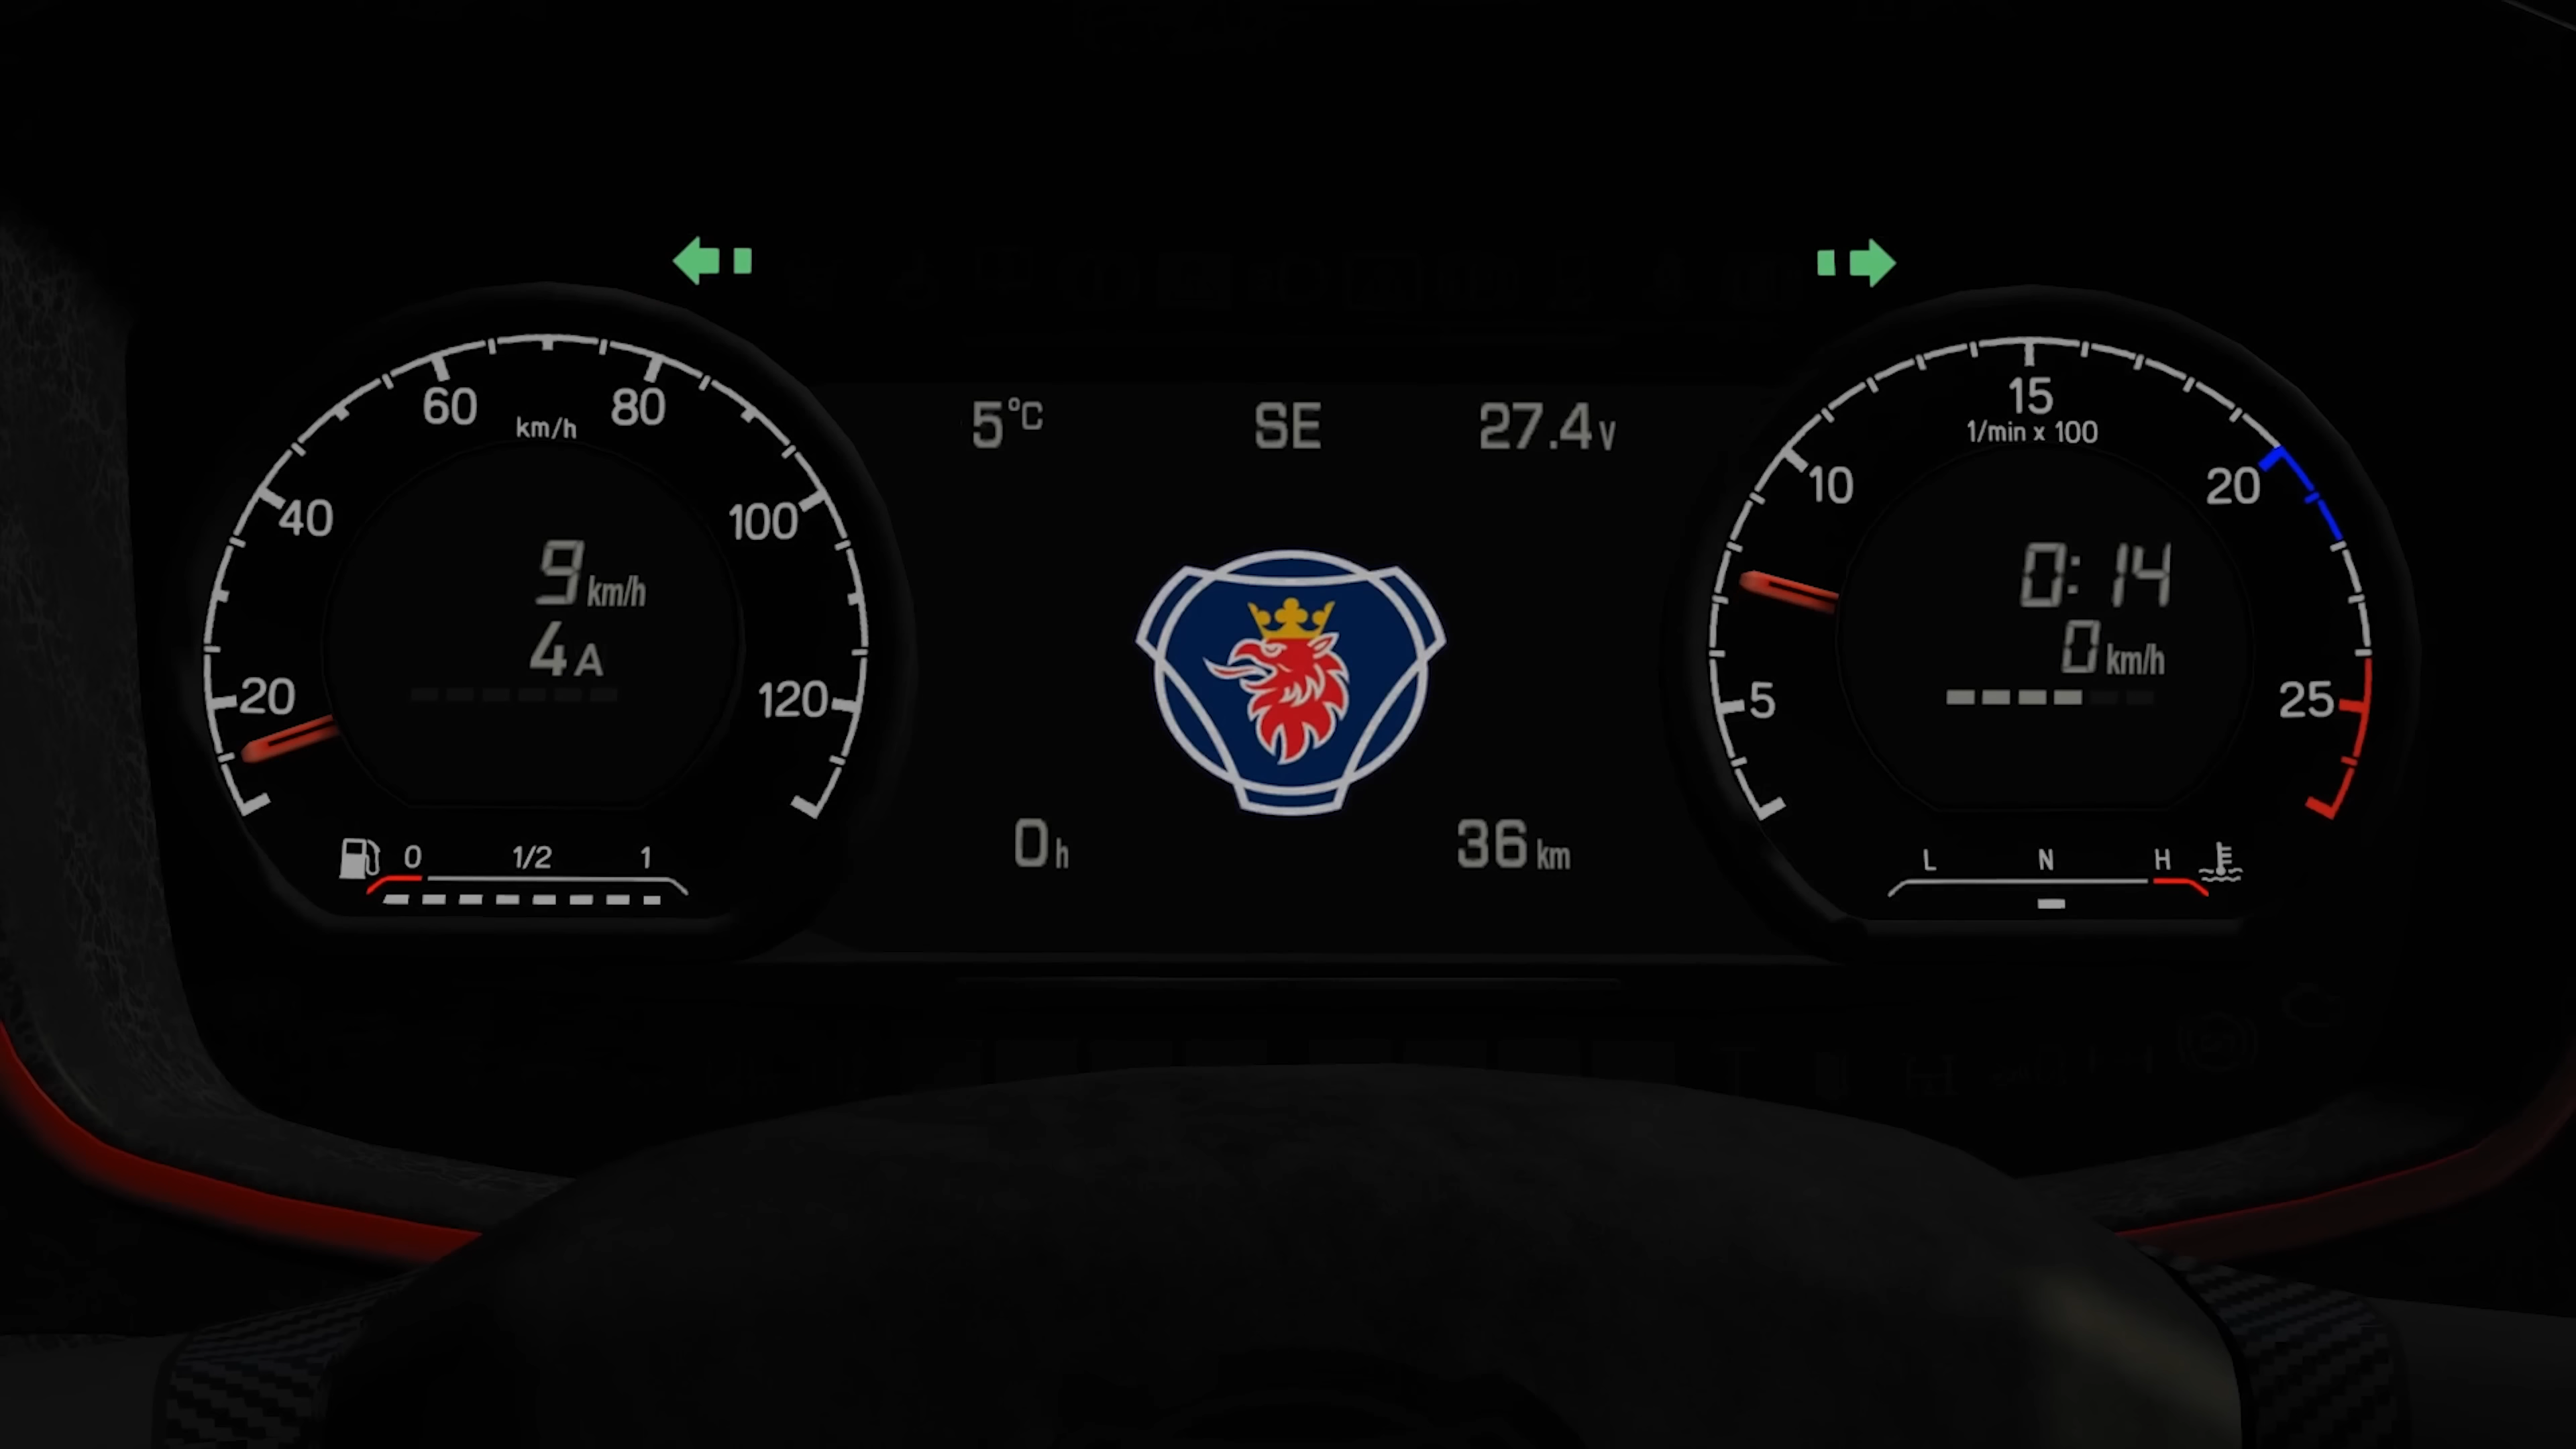 5°C SE 27.4V
60 km/h 80
40 100
20 120
9 km/h
4 A
0 1/2 1
0 h 36 km
15
1/min x 100
10 20
5 25
0:14
0 km/h
L N H